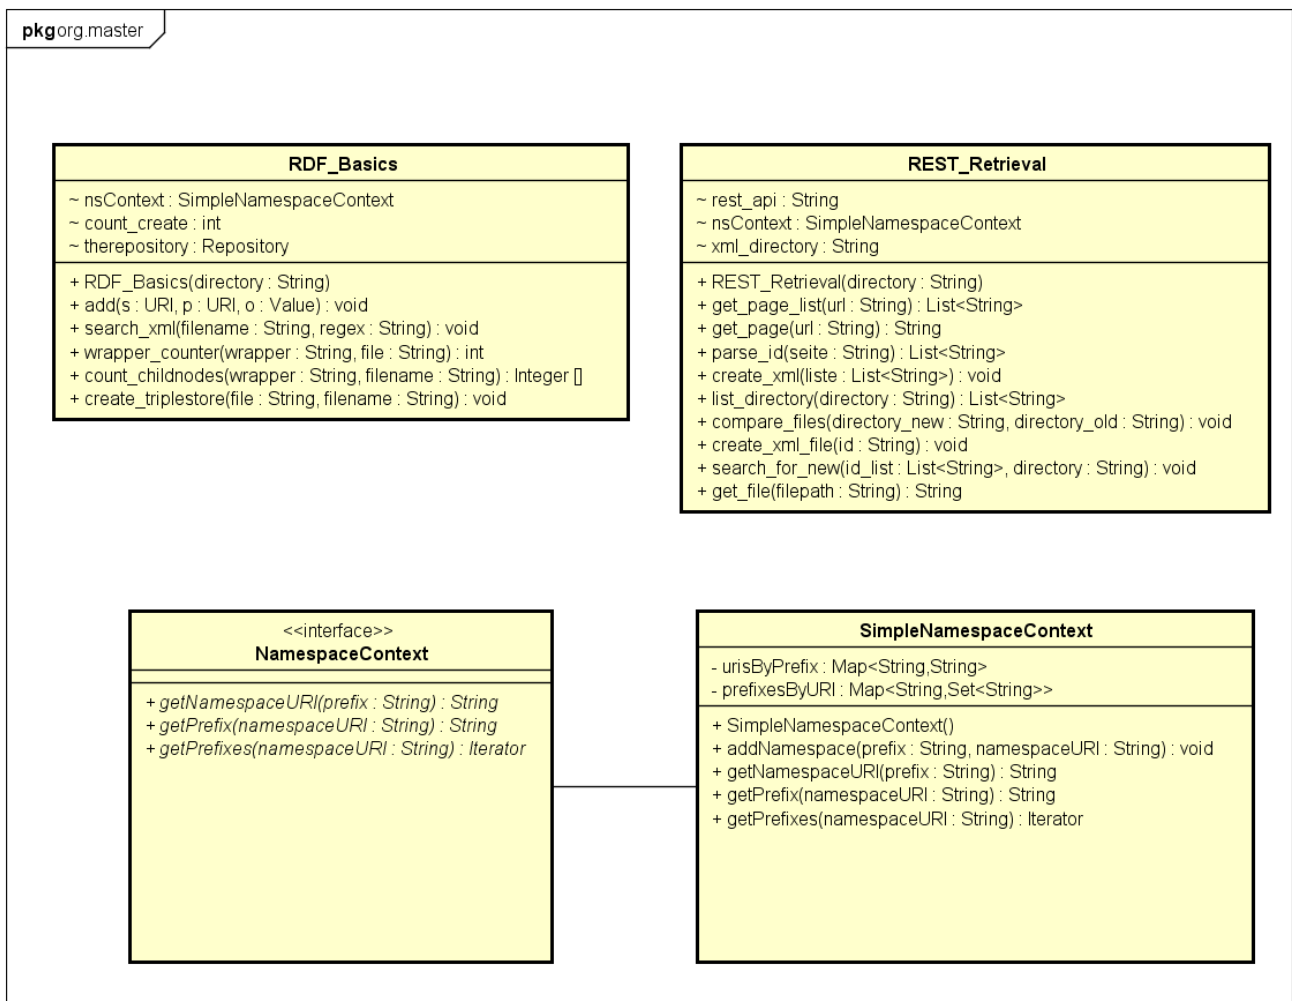 pkg org.master
RDF_Basics
~ nsContext : SimpleNamespaceContext
~ count_create : int
~ therepository : Repository
+ RDF_Basics(directory : String)
+ add(s : URI, p : URI, o : Value) : void
+ search_xml(filename : String, regex : String) : void
+ wrapper_counter(wrapper : String, file : String) : int
+ count_childnodes(wrapper : String, filename : String) : Integer []
+ create_triplestore(file : String, filename : String) : void
REST_Retrieval
~ rest_api : String
~ nsContext : SimpleNamespaceContext
~ xml_directory : String
+ REST_Retrieval(directory : String)
+ get_page_list(url : String) : List<String>
+ get_page(url : String) : String
+ parse_id(seite : String) : List<String>
+ create_xml(liste : List<String>) : void
+ list_directory(directory : String) : List<String>
+ compare_files(directory_new : String, directory_old : String) : void
+ create_xml_file(id : String) : void
+ search_for_new(id_list : List<String>, directory : String) : void
+ get_file(filepath : String) : String
<<interface>>
NamespaceContext
+ getNamespaceURI(prefix : String) : String
+ getPrefix(namespaceURI : String) : String
+ getPrefixes(namespaceURI : String) : Iterator
SimpleNamespaceContext
- urisByPrefix : Map<String,String>
- prefixesByURI : Map<String,Set<String>>
+ SimpleNamespaceContext()
+ addNamespace(prefix : String, namespaceURI : String) : void
+ getNamespaceURI(prefix : String) : String
+ getPrefix(namespaceURI : String) : String
+ getPrefixes(namespaceURI : String) : Iterator